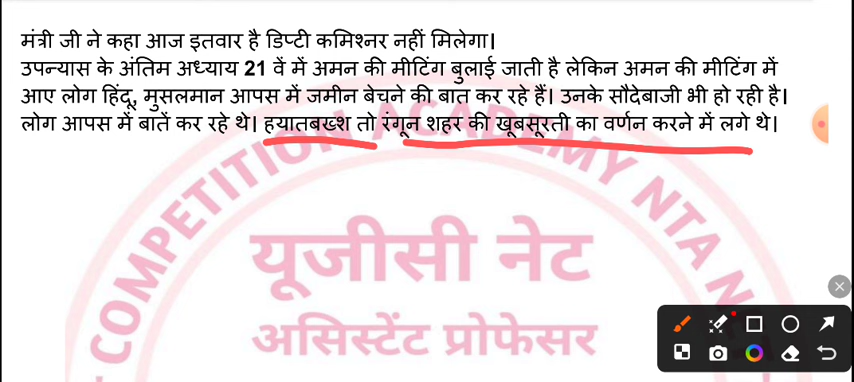 मंत्री जी ने कहा आज इतवार है डिप्टी कमिश्नर नहीं मिलेगा।
उपन्यास के अंतिम अध्याय 21 वें में अमन की मीटिंग बुलाई जाती है लेकिन अमन की मीटिंग में
आए लोग हिंदू, मुसलमान आपस में जमीन बेचने की बात कर रहे हैं। उनके सौदेबाजी भी हो रही है।
लोग आपस में बातें कर रहे थे। हयातबख्श तो रंगून शहर की खूबसूरती का वर्णन करने में लगे थे।
COMPETITION ACADEMY NTA N
यूजीसी नेट
असिस्टेंट प्रोफेसर